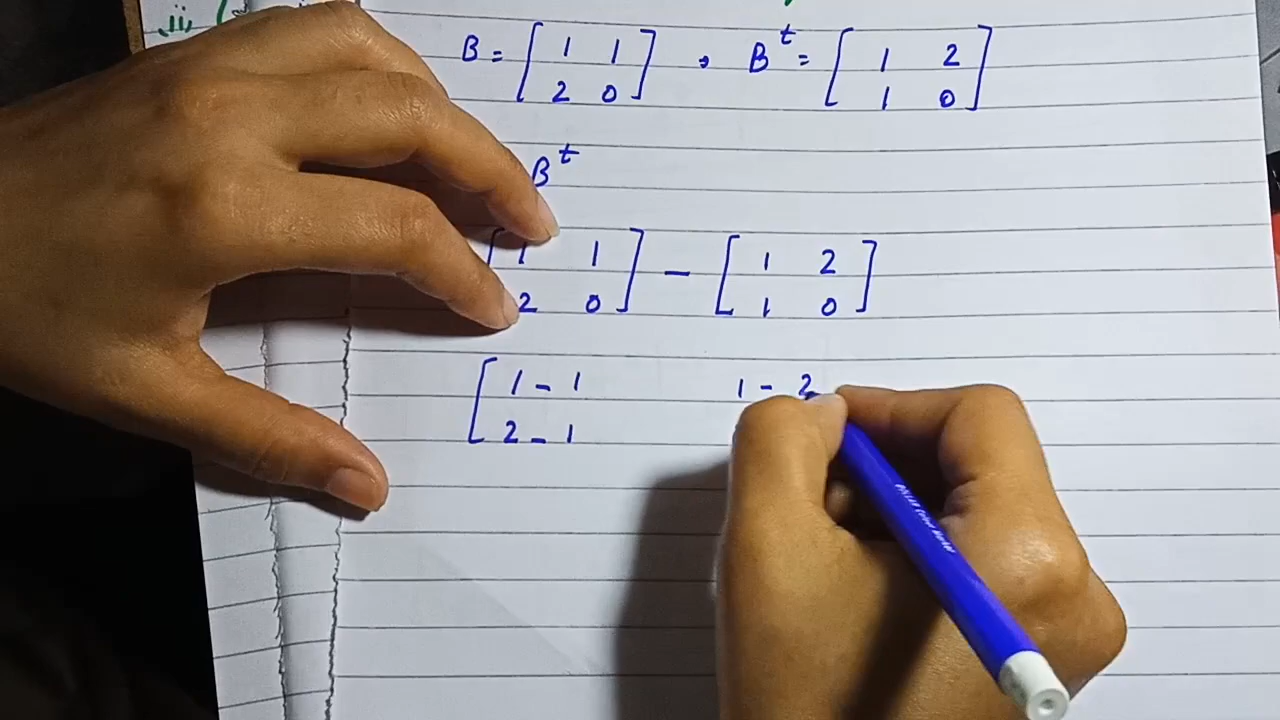 iii
B = [ 1 1 , B^t = [ 1 2
2 0 ] 1 0 ]
B^t
[ 1 1 ] - [ 1 2 ]
2 0 1 0
[ 1 - 1 1 - 2
2 - 1